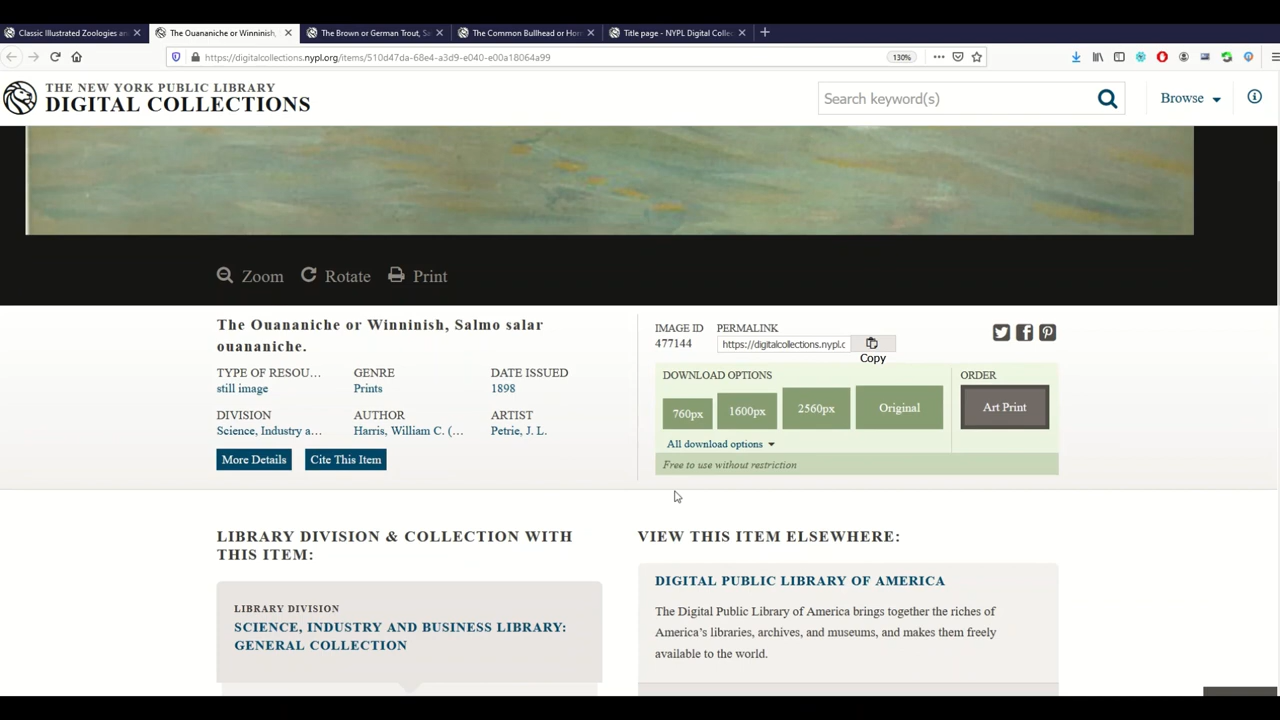 Classic Illustrated Zoologies an
The Ouananiche or Winninish,
The Brown or German Trout, Sa
The Common Bullhead or Horn
Title page - NYPL Digital Collec
https://digitalcollections.nypl.org/items/510d47da-68e4-a3d9-e040-e00a18064a99
130%
THE NEW YORK PUBLIC LIBRARY
DIGITAL COLLECTIONS
Search keyword(s)
Browse
Zoom
Rotate
Print
The Ouananiche or Winninish, Salmo salar
ouananiche.
TYPE OF RESOU...
GENRE
DATE ISSUED
still image
Prints
1898
DIVISION
AUTHOR
ARTIST
Science, Industry a...
Harris, William C. (...
Petrie, J. L.
More Details
Cite This Item
IMAGE ID
PERMALINK
477144
https://digitalcollections.nypl.c
Copy
DOWNLOAD OPTIONS
ORDER
760px
1600px
2560px
Original
Art Print
All download options
Free to use without restriction
LIBRARY DIVISION & COLLECTION WITH
THIS ITEM:
LIBRARY DIVISION
SCIENCE, INDUSTRY AND BUSINESS LIBRARY:
GENERAL COLLECTION
VIEW THIS ITEM ELSEWHERE:
DIGITAL PUBLIC LIBRARY OF AMERICA
The Digital Public Library of America brings together the riches of
America's libraries, archives, and museums, and makes them freely
available to the world.